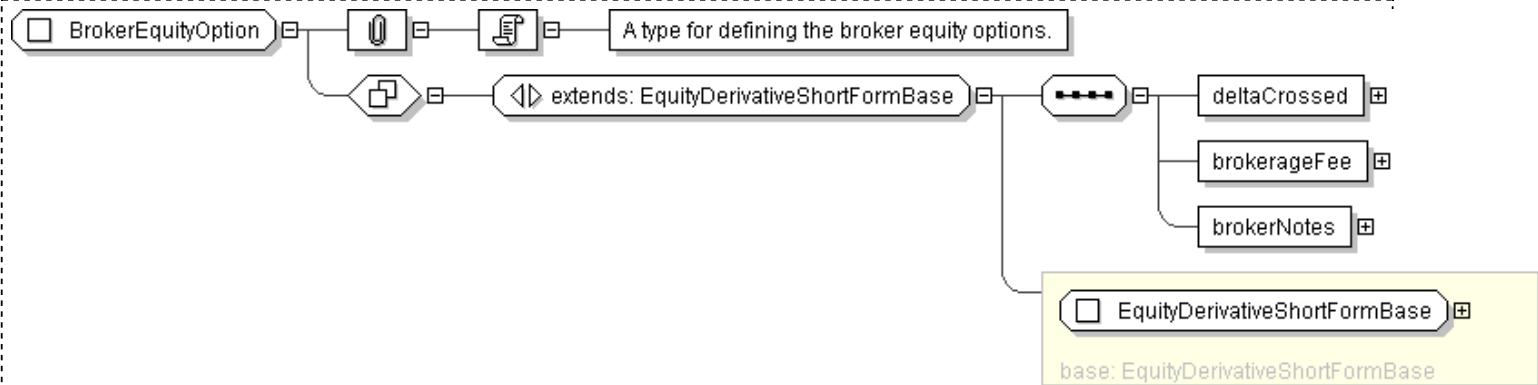 BrokerEquityOption
A type for defining the broker equity options.
extends: EquityDerivativeShortFormBase
deltaCrossed
brokerageFee
brokerNotes
EquityDerivativeShortFormBase
base: EquityDerivativeShortFormBase